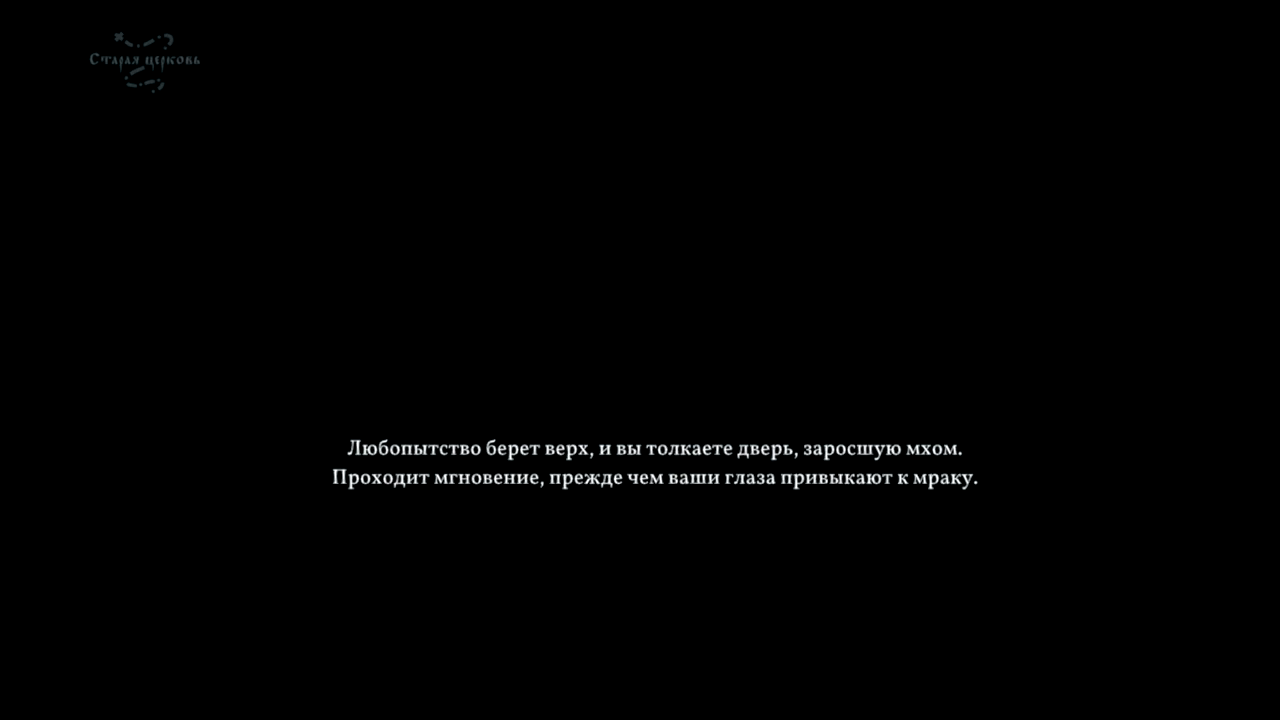 Старая церковь
Любопытство берет верх, и вы толкаете дверь, заросшую мхом.
Проходит мгновение, прежде чем ваши глаза привыкают к мраку.